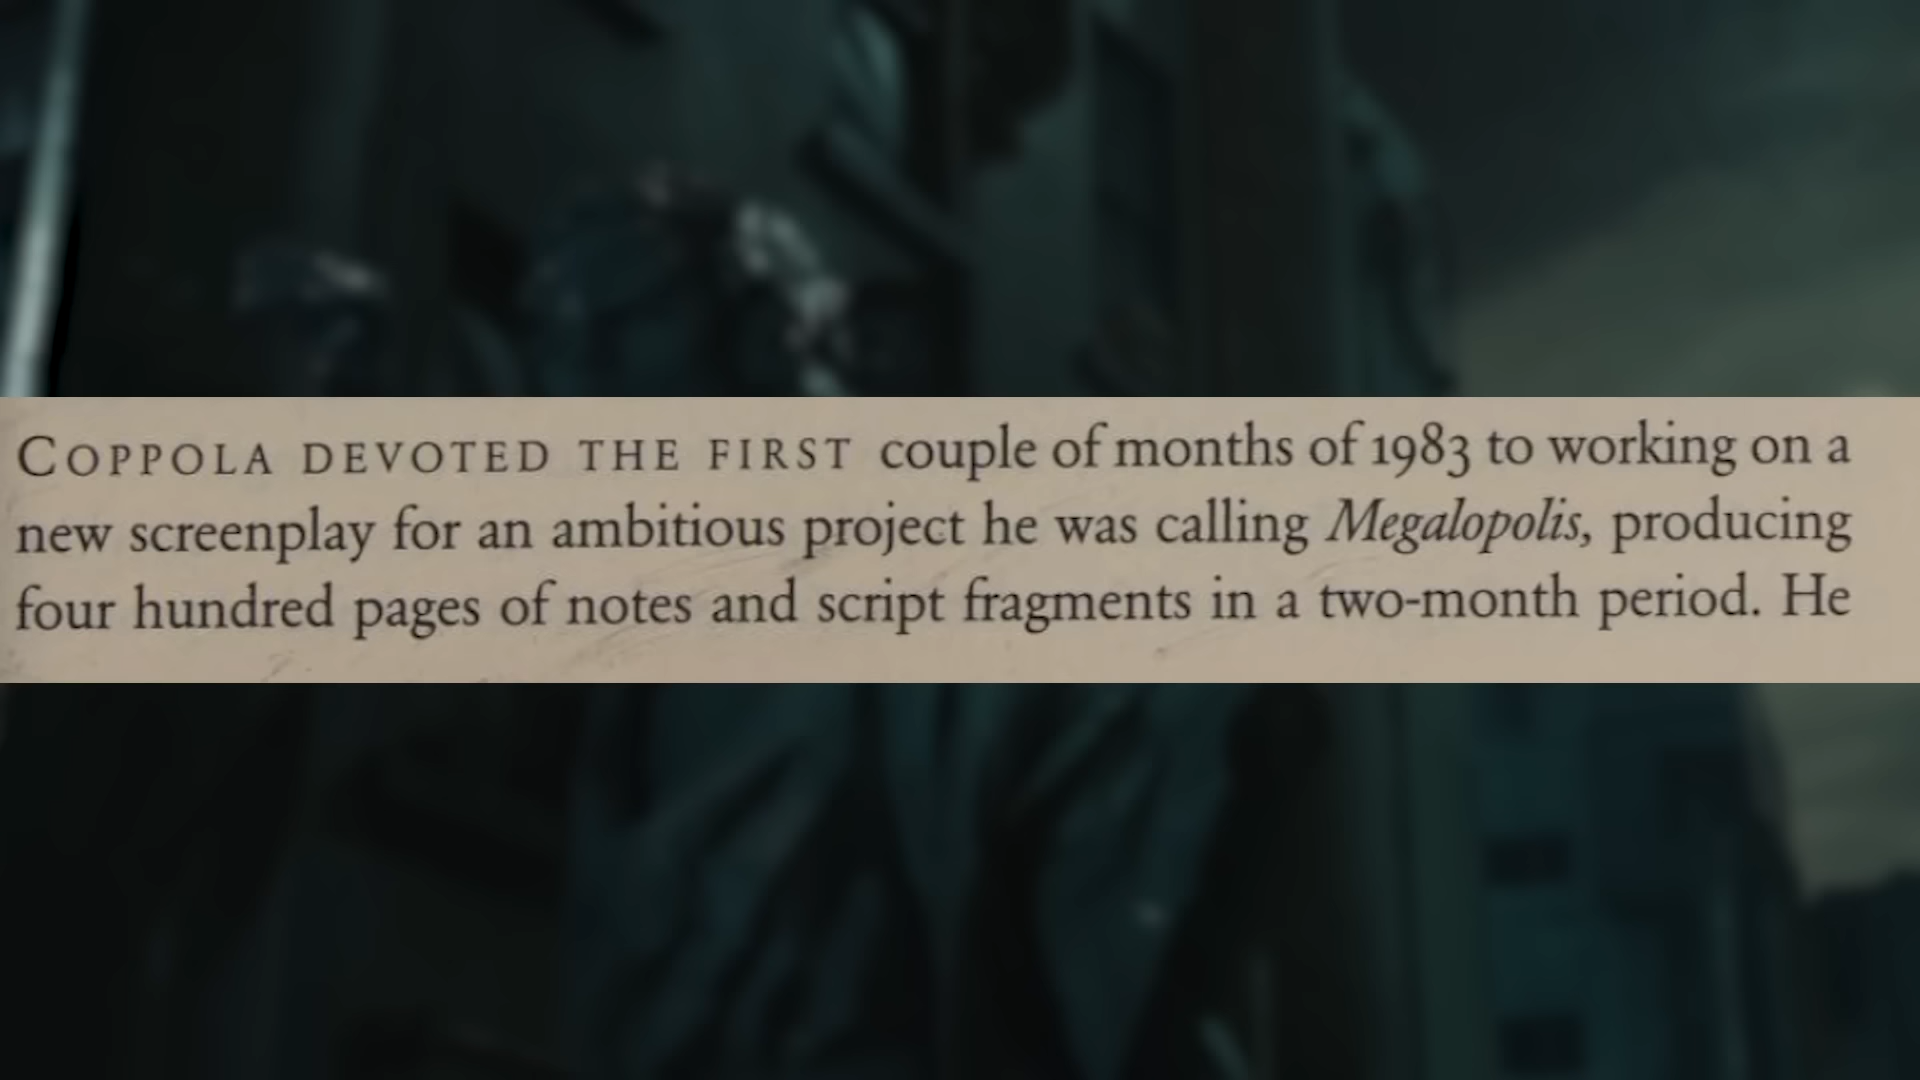 COPPOLA DEVOTED THE FIRST couple of months of 1983 to working on a
new screenplay for an ambitious project he was calling Megalopolis, producing
four hundred pages of notes and script fragments in a two-month period. He